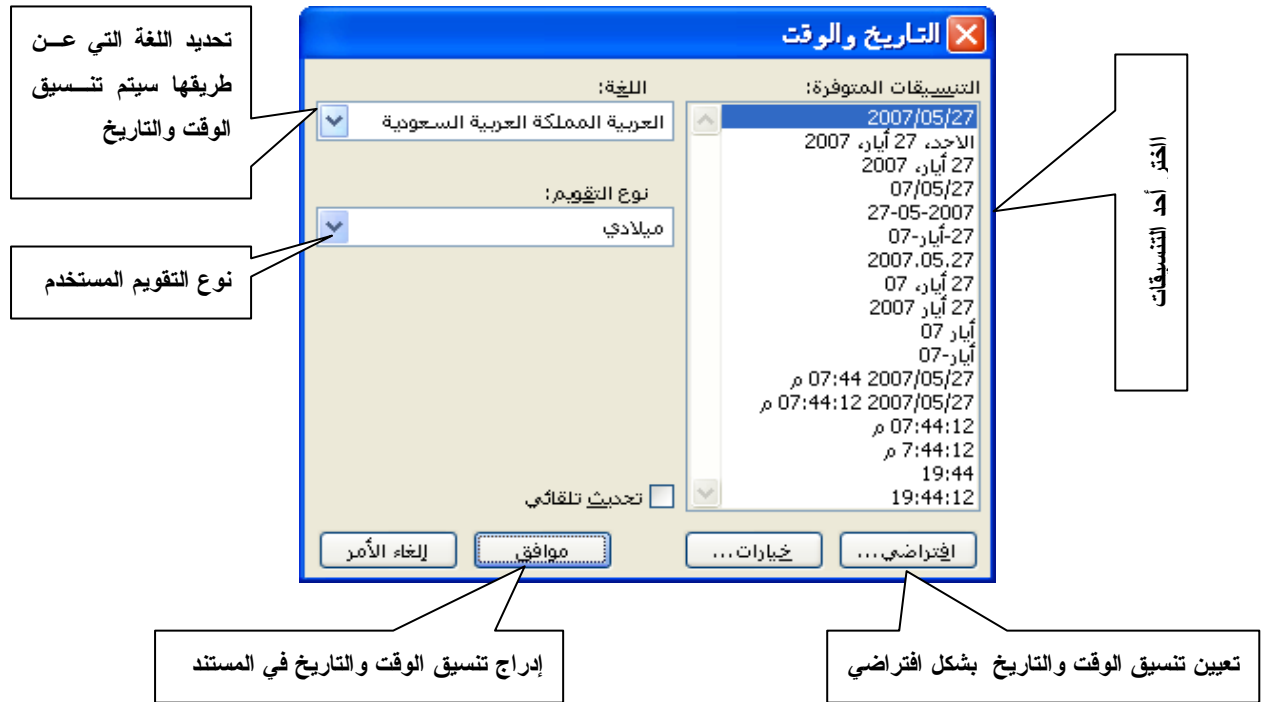 تحديد اللغة التي عن
طريقها سيتم تنسيق
الوقت والتاريخ
التاريخ والوقت
التنسيقات المتوفرة:
اللغة:
2007/05/27
الاحد، 27 أيار، 2007
27 أيار، 2007
07/05/27
27-05-2007
27-أيار-07
2007.05.27
27 أيار، 07
27 أيار 2007
أيار 07
أيار-07
2007/05/27 07:44 م
2007/05/27 07:44:12 م
07:44:12 م
7:44:12 م
19:44
19:44:12
العربية المملكة العربية السعودية
نوع التقويم:
ميلادي
نوع التقويم المستخدم
اختر أحد التنسيقات
تحديث تلقائي
افتراضي...
خيارات...
موافق
إلغاء الأمر
تعيين تنسيق الوقت والتاريخ بشكل افتراضي
إدراج تنسيق الوقت والتاريخ في المستند